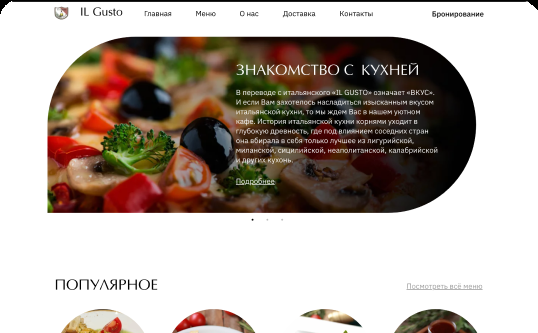 IL Gusto Главная Меню О нас Доставка Контакты Бронирование
ЗНАКОМСТВО С КУХНЕЙ
В переводе с итальянского «IL GUSTO» означает «ВКУС».
И если Вам захотелось насладиться изысканным вкусом
итальянской кухни, то мы ждем Вас в нашем уютном
кафе. История итальянской кухни корнями уходит в
глубокую древность, где под влиянием соседних стран
она вбирала в себя только лучшее из лигурийской,
миланской, сицилийской, неаполитанской, калабрийской
и других кухонь.
Подробнее
ПОПУЛЯРНОЕ Посмотреть всё меню